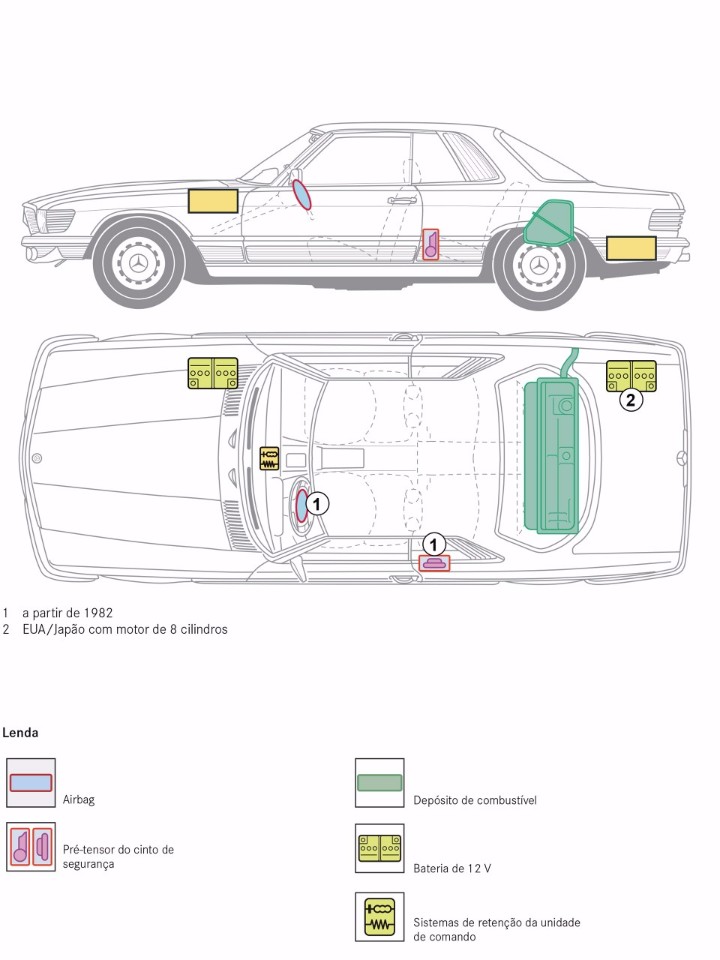 2
1
1
1 a partir de 1982
2 EUA/Japão com motor de 8 cilindros
Lenda
Airbag
Depósito de combustível
Pré-tensor do cinto de
segurança
Bateria de 12 V
Sistemas de retenção da unidade
de comando